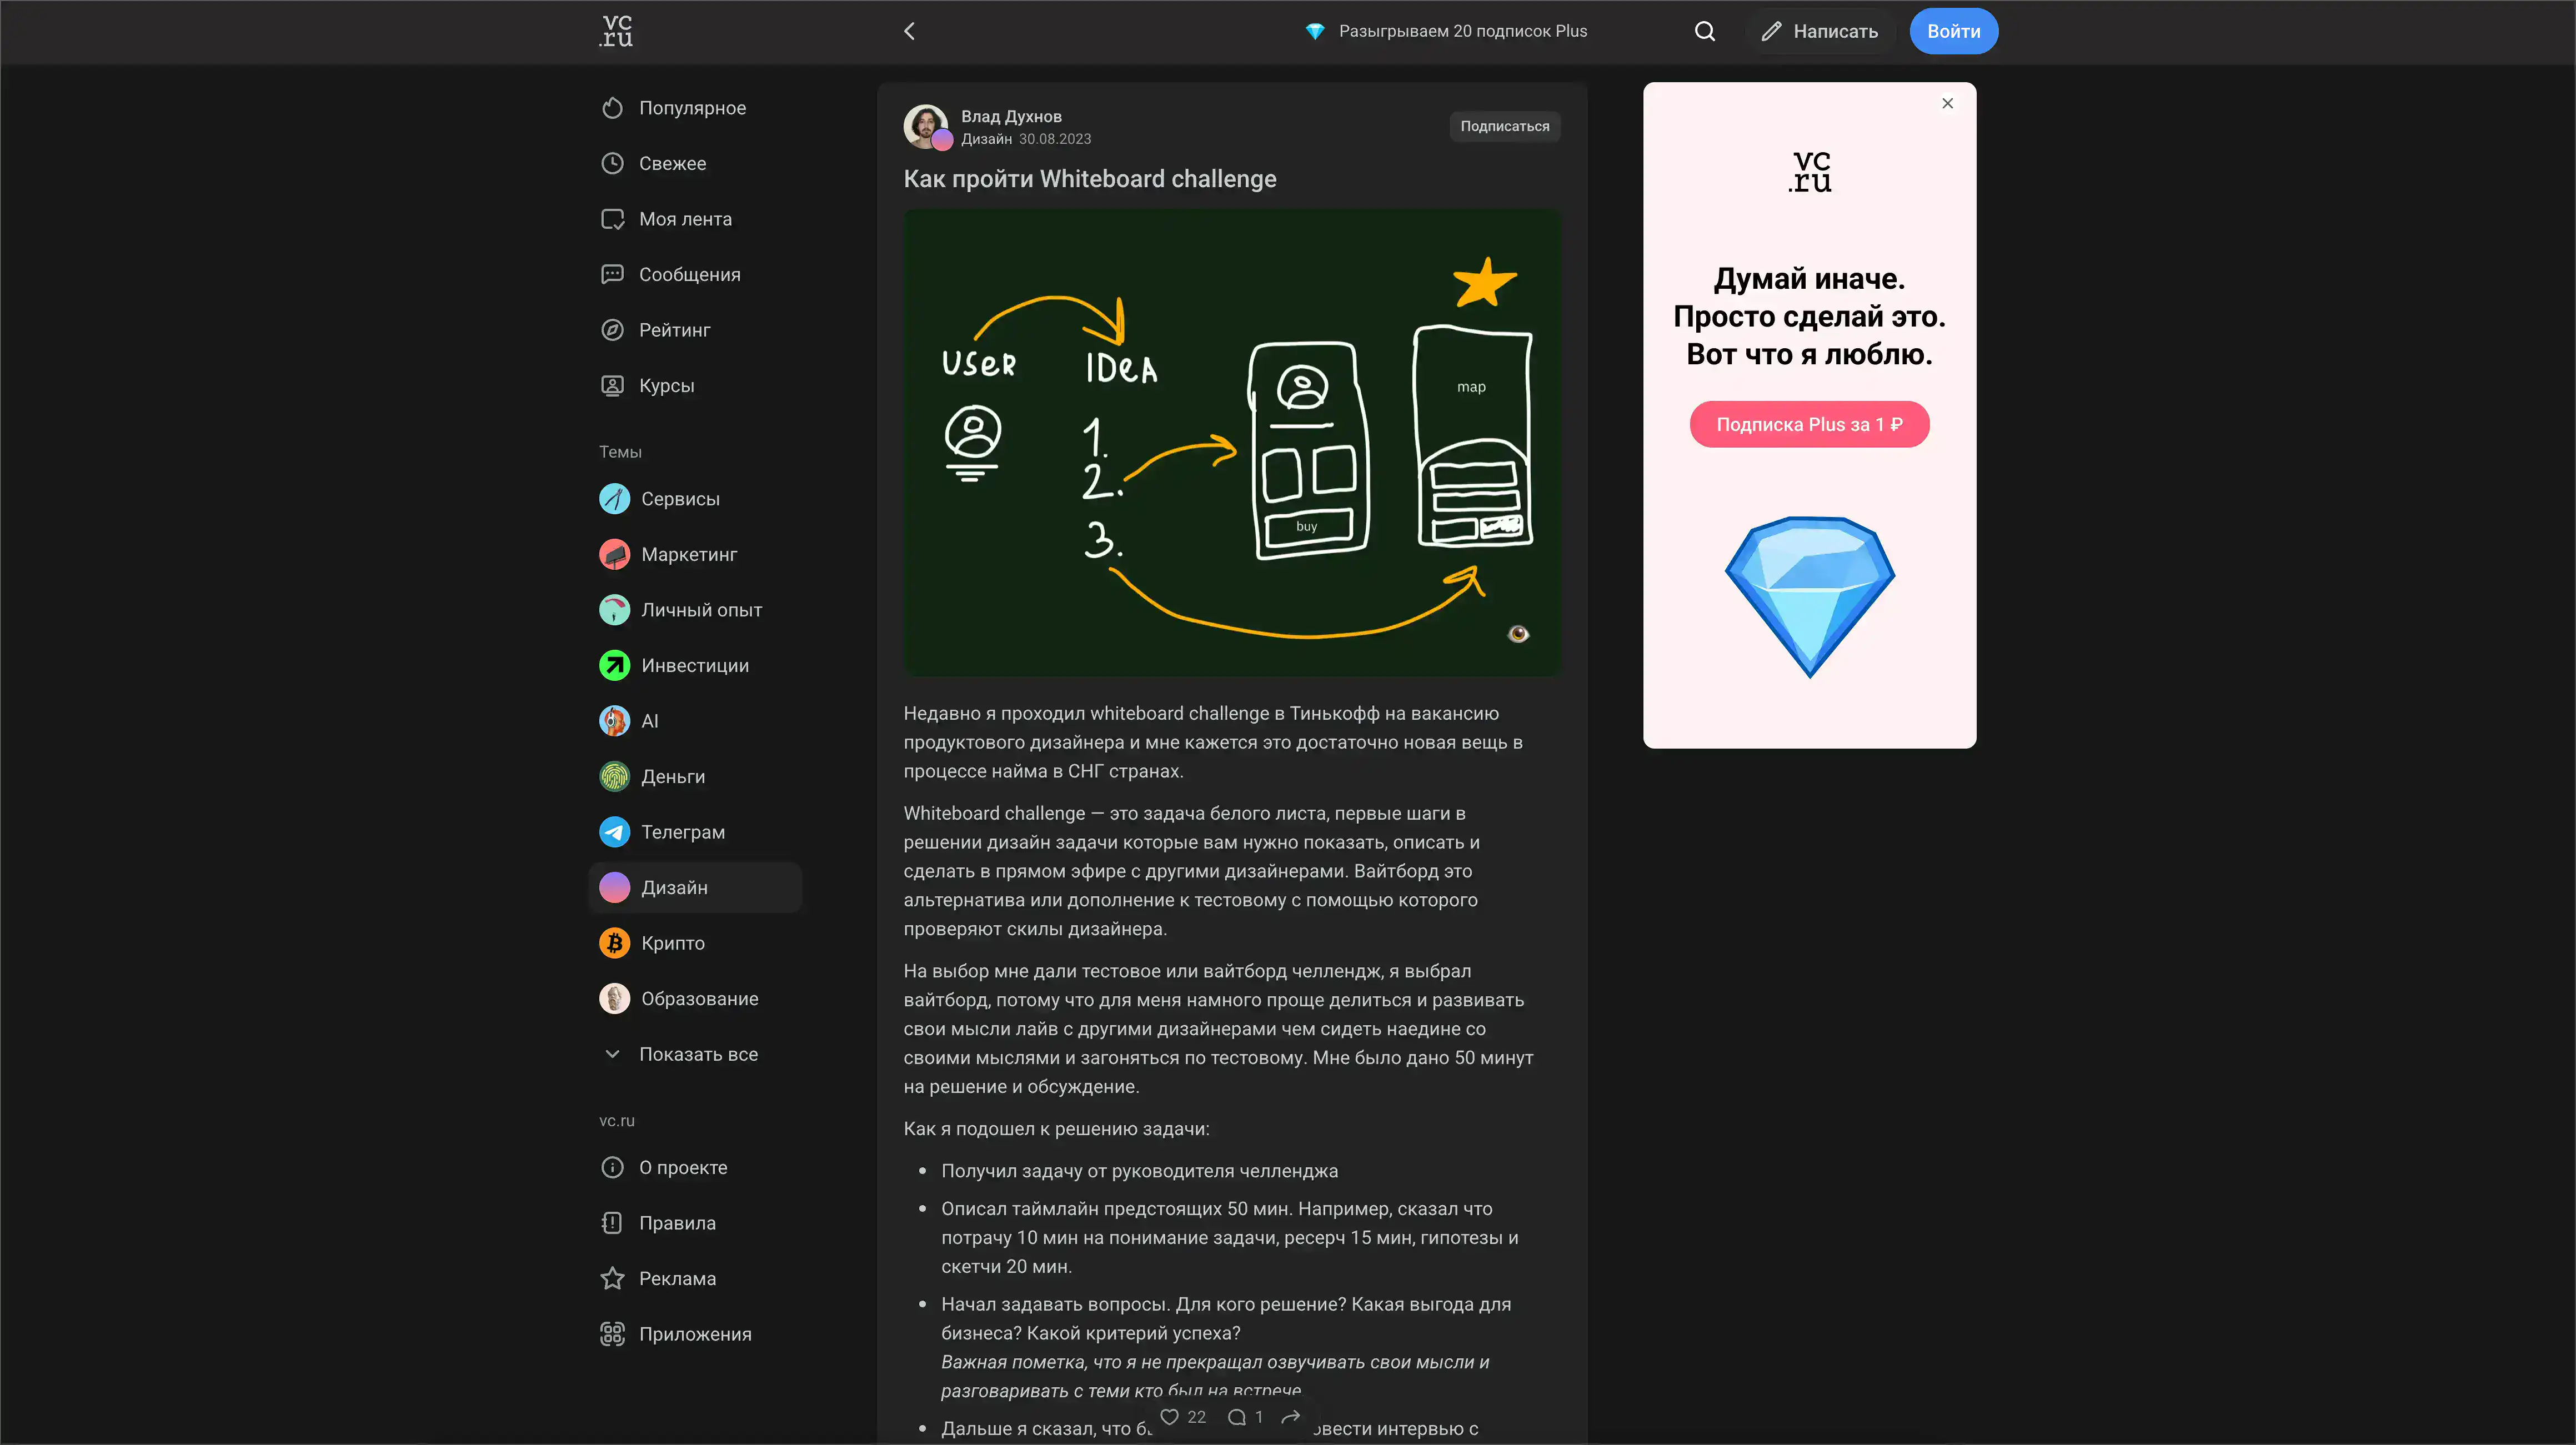 vc
.ru
Разыгрываем 20 подписок Plus
Написать
Войти
Популярное
Свежее
Моя лента
Сообщения
Рейтинг
Курсы
Темы
Сервисы
Маркетинг
Личный опыт
Инвестиции
AI
Деньги
Телеграм
Дизайн
Крипто
Образование
Показать все
vc.ru
О проекте
Правила
Реклама
Приложения
Влад Духнов
Дизайн 30.08.2023
Подписаться
Как пройти Whiteboard challenge
USER
IDEA
1.
2.
3.
buy
map
Недавно я проходил whiteboard challenge в Тинькофф на вакансию
продуктового дизайнера и мне кажется это достаточно новая вещь в
процессе найма в СНГ странах.
Whiteboard challenge — это задача белого листа, первые шаги в
решении дизайн задачи которые вам нужно показать, описать и
сделать в прямом эфире с другими дизайнерами. Вайтборд это
альтернатива или дополнение к тестовому с помощью которого
проверяют скилы дизайнера.
На выбор мне дали тестовое или вайтборд челлендж, я выбрал
вайтборд, потому что для меня намного проще делиться и развивать
свои мысли лайв с другими дизайнерами чем сидеть наедине со
своими мыслями и загоняться по тестовому. Мне было дано 50 минут
на решение и обсуждение.
Как я подошел к решению задачи:
• Получил задачу от руководителя челленджа
• Описал таймлайн предстоящих 50 мин. Например, сказал что
потрачу 10 мин на понимание задачи, ресерч 15 мин, гипотезы и
скетчи 20 мин.
• Начал задавать вопросы. Для кого решение? Какая выгода для
бизнеса? Какой критерий успеха?
Важная пометка, что я не прекращал озвучивать свои мысли и
разговаривать с теми кто был на встрече
• Дальше я сказал, что интервью с
22
1
vc
.ru
Думай иначе.
Просто сделай это.
Вот что я люблю.
Подписка Plus за 1 ₽